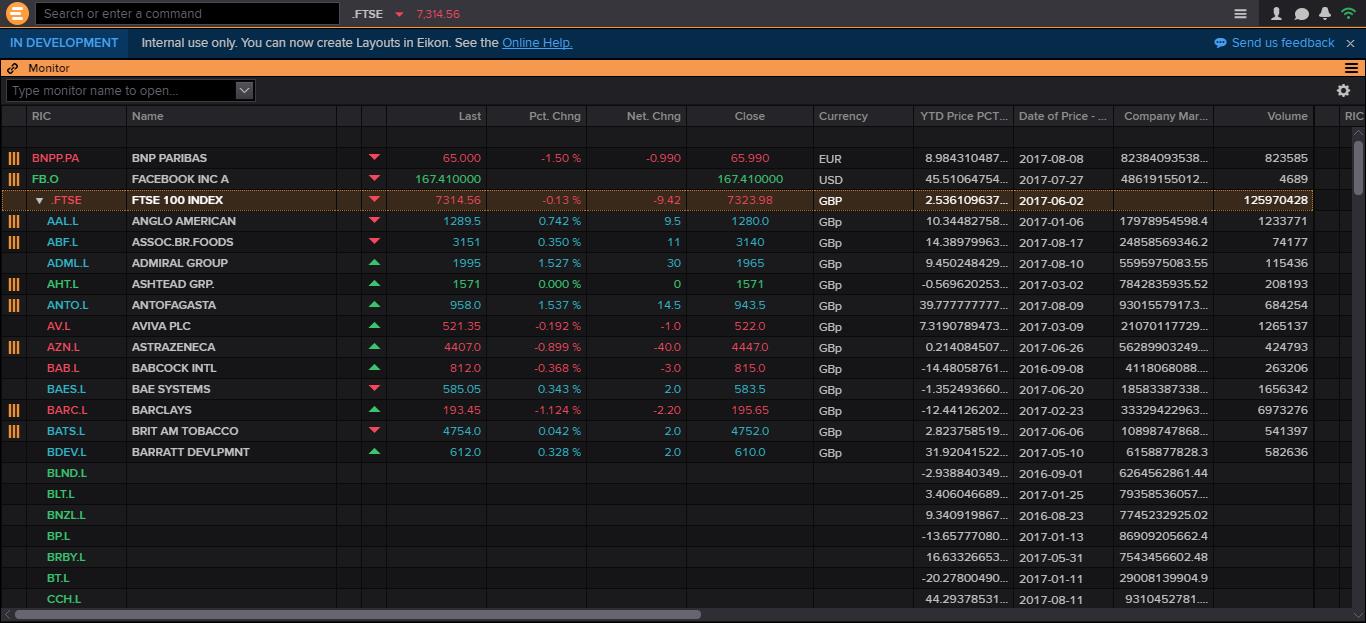 Search or enter a command .FTSE 7,314.56
IN DEVELOPMENT Internal use only. You can now create Layouts in Eikon. See the Online Help. Send us feedback
Monitor
Type monitor name to open...
RIC Name Last Pct. Chng Net. Chng Close Currency YTD Price PCT... Date of Price - ... Company Mar... Volume RIC
BNPP.PA BNP PARIBAS 65.000 -1.50 % -0.990 65.990 EUR 8.984310487... 2017-08-08 82384093538... 823585
FB.O FACEBOOK INC A 167.410000 167.410000 USD 45.51064754... 2017-07-27 48619155012... 4689
.FTSE FTSE 100 INDEX 7314.56 -0.13 % -9.42 7323.98 GBP 2.536109637... 2017-06-02 125970428
AAL.L ANGLO AMERICAN 1289.5 0.742 % 9.5 1280.0 GBp 10.34482758... 2017-01-06 17978954598.4 1233771
ABF.L ASSOC.BR.FOODS 3151 0.350 % 11 3140 GBp 14.38979963... 2017-08-17 24858569346.2 74177
ADML.L ADMIRAL GROUP 1995 1.527 % 30 1965 GBp 9.450248429... 2017-08-10 5595975083.55 115436
AHT.L ASHTEAD GRP. 1571 0.000 % 0 1571 GBp -0.569620253... 2017-03-02 7842835935.52 208193
ANTO.L ANTOFAGASTA 958.0 1.537 % 14.5 943.5 GBp 39.777777777... 2017-08-09 9301557917.3... 684254
AV.L AVIVA PLC 521.35 -0.192 % -1.0 522.0 GBp 7.3190789473... 2017-03-09 21070117729... 1265137
AZN.L ASTRAZENECA 4407.0 -0.899 % -40.0 4447.0 GBp 0.214084507... 2017-06-26 56289903249.... 424793
BAB.L BABCOCK INTL 812.0 -0.368 % -3.0 815.0 GBp -14.48058761... 2016-09-08 4118068088.... 263206
BAES.L BAE SYSTEMS 585.05 0.343 % 2.0 583.5 GBp -1.352493660... 2017-06-20 18583387338... 1656342
BARC.L BARCLAYS 193.45 -1.124 % -2.20 195.65 GBp -12.44126202... 2017-02-23 33329422963... 6973276
BATS.L BRIT AM TOBACCO 4754.0 0.042 % 2.0 4752.0 GBp 2.823758519... 2017-06-06 10898747868... 541397
BDEV.L BARRATT DEVLPMNT 612.0 0.328 % 2.0 610.0 GBp 31.92041522... 2017-05-10 6158877828.3 582636
BLND.L -2.938840349... 2016-09-01 6264562861.44
BLT.L 3.406046689... 2017-01-25 79358536057....
BNZL.L 9.340919867... 2016-08-23 7745232925.02
BP.L -13.65777080... 2017-01-13 86909205662.4
BRBY.L 16.63326653... 2017-05-31 7543456602.48
BT.L -20.27800490... 2017-01-11 29008139904.9
CCH.L 44.29378531... 2017-08-11 9310452781....